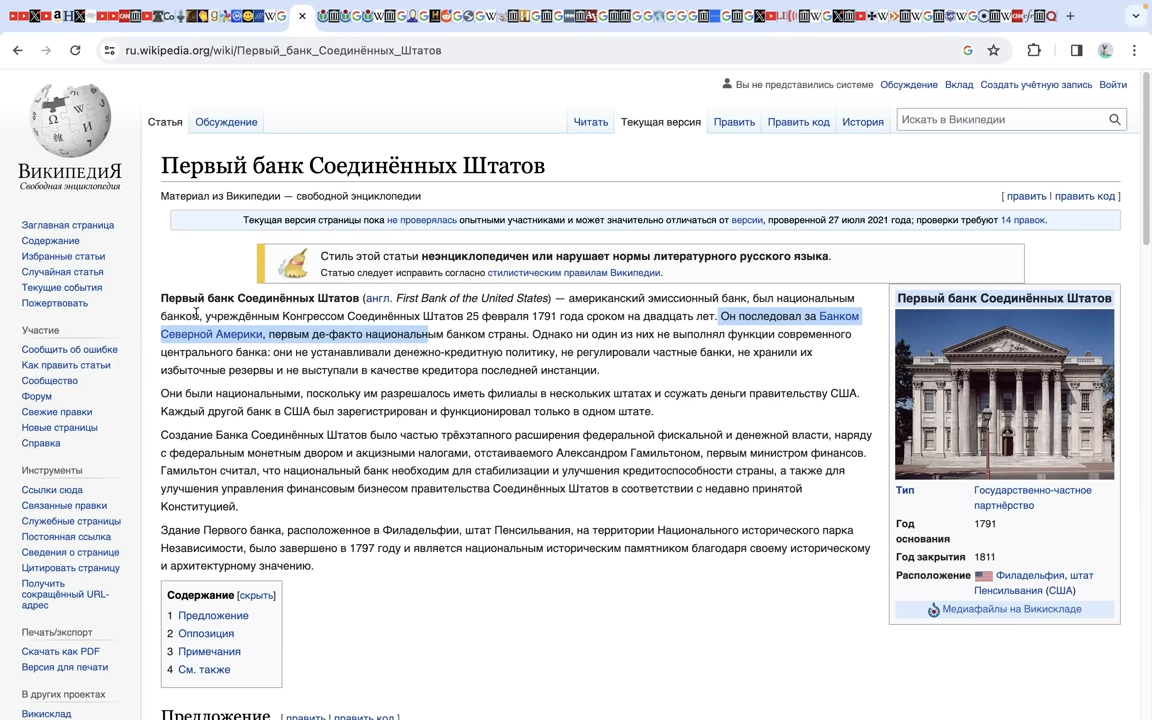 ru.wikipedia.org/wiki/Первый_банк_Соединённых_Штатов
Вы не представились системе Обсуждение Вклад Создать учётную запись Войти
Статья Обсуждение Читать Текущая версия Править Править код История Искать в Википедии
ВИКИПЕДИЯ
Свободная энциклопедия
Заглавная страница
Содержание
Избранные статьи
Случайная статья
Текущие события
Пожертвовать
Участие
Сообщить об ошибке
Как править статьи
Сообщество
Форум
Свежие правки
Новые страницы
Справка
Инструменты
Ссылки сюда
Связанные правки
Служебные страницы
Постоянная ссылка
Сведения о странице
Цитировать страницу
Получить
сокращённый URL-
адрес
Печать/экспорт
Скачать как PDF
Версия для печати
В других проектах
Викисклад
Первый банк Соединённых Штатов
Материал из Википедии — свободной энциклопедии [ править | править код ]
Текущая версия страницы пока не проверялась опытными участниками и может значительно отличаться от версии, проверенной 27 июля 2021 года; проверки требуют 14 правок.
Стиль этой статьи неэнциклопедичен или нарушает нормы литературного русского языка.
Статью следует исправить согласно стилистическим правилам Википедии.
Первый банк Соединённых Штатов (англ. First Bank of the United States) — американский эмиссионный банк, был национальным
банком, учреждённым Конгрессом Соединённых Штатов 25 февраля 1791 года сроком на двадцать лет. Он последовал за Банком
Северной Америки, первым де-факто национальным банком страны. Однако ни один из них не выполнял функции современного
центрального банка: они не устанавливали денежно-кредитную политику, не регулировали частные банки, не хранили их
избыточные резервы и не выступали в качестве кредитора последней инстанции.
Они были национальными, поскольку им разрешалось иметь филиалы в нескольких штатах и ссужать деньги правительству США.
Каждый другой банк в США был зарегистрирован и функционировал только в одном штате.
Создание Банка Соединённых Штатов было частью трёхэтапного расширения федеральной фискальной и денежной власти, наряду
с федеральным монетным двором и акцизными налогами, отстаиваемого Александром Гамильтоном, первым министром финансов.
Гамильтон считал, что национальный банк необходим для стабилизации и улучшения кредитоспособности страны, а также для
улучшения управления финансовым бизнесом правительства Соединённых Штатов в соответствии с недавно принятой
Конституцией.
Здание Первого банка, расположенное в Филадельфии, штат Пенсильвания, на территории Национального исторического парка
Независимости, было завершено в 1797 году и является национальным историческим памятником благодаря своему историческому
и архитектурному значению.
Содержание [скрыть]
1 Предложение
2 Оппозиция
3 Примечания
4 См. также
Предложение [ править | править код ]
Первый банк Соединённых Штатов
Тип Государственно-частное
партнёрство
Год 1791
основания
Год закрытия 1811
Расположение Филадельфия, штат
Пенсильвания (США)
Медиафайлы на Викискладе